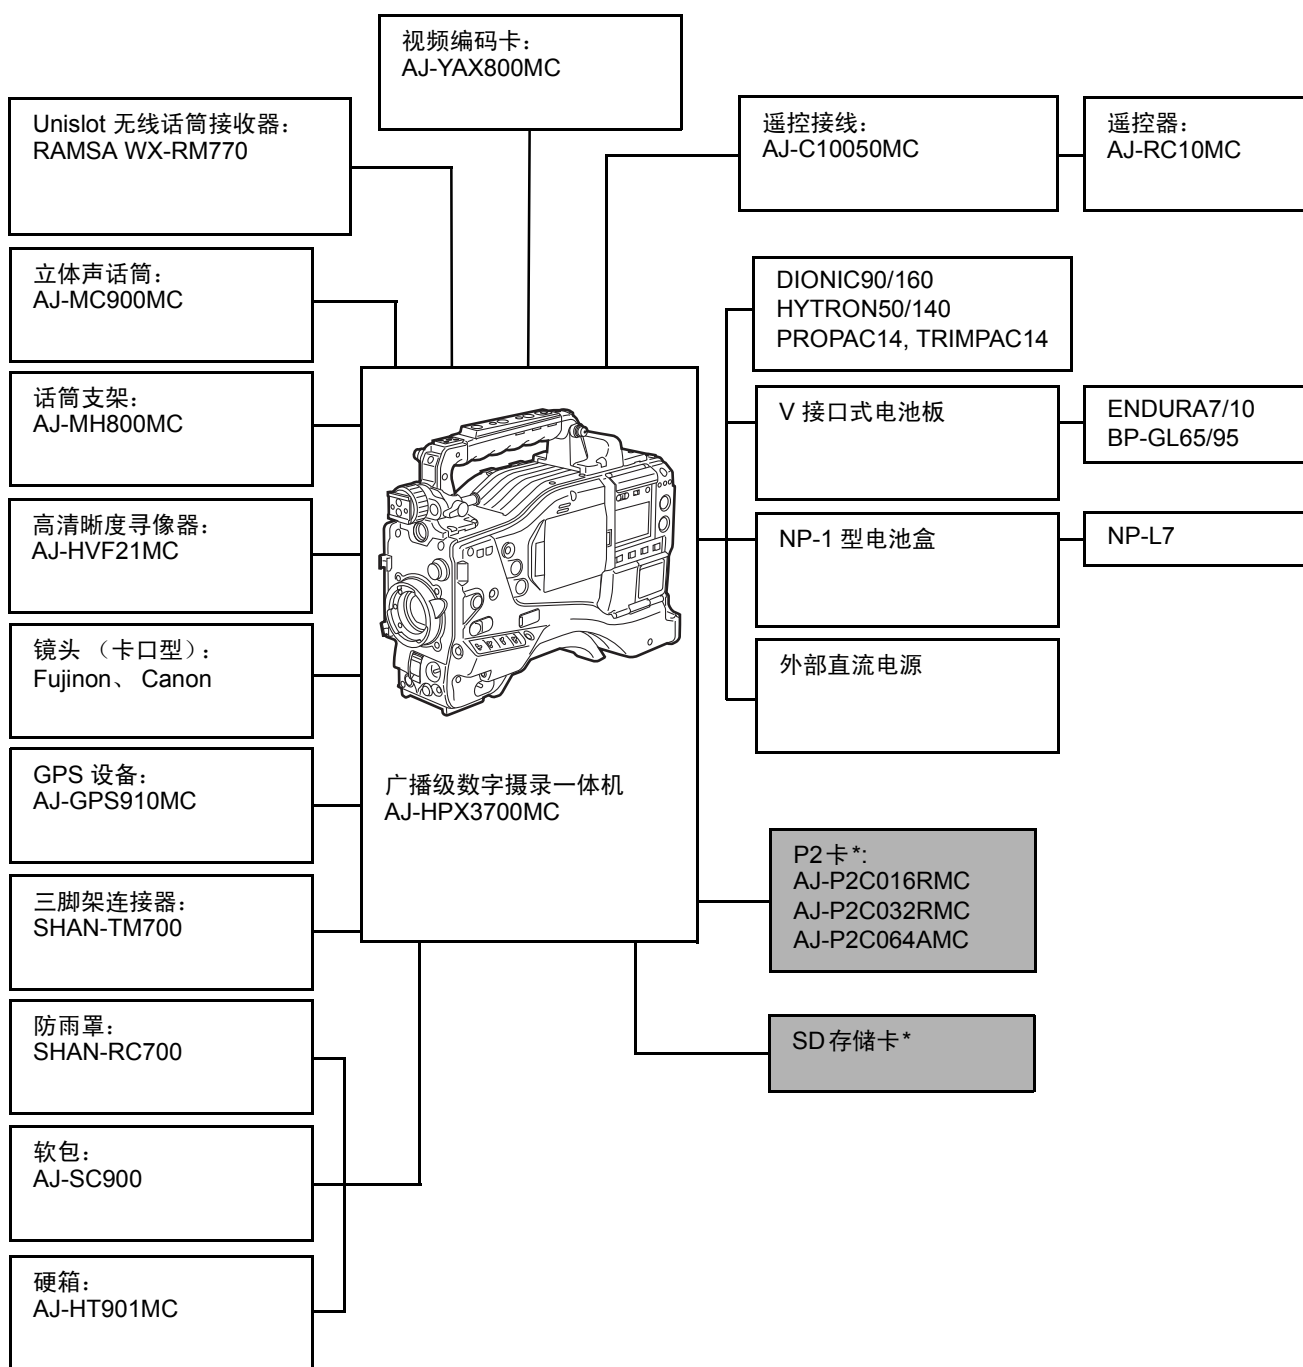 视频编码卡：
AJ-YAX800MC
Unislot 无线话筒接收器：
RAMSA WX-RM770
遥控接线：
AJ-C10050MC
遥控器：
AJ-RC10MC
立体声话筒：
AJ-MC900MC
DIONIC90/160
HYTRON50/140
PROPAC14, TRIMPAC14
话筒支架：
AJ-MH800MC
V 接口式电池板
ENDURA7/10
BP-GL65/95
高清晰度寻像器：
AJ-HVF21MC
NP-1 型电池盒
NP-L7
镜头 （卡口型）：
Fujinon、 Canon
外部直流电源
GPS 设备：
AJ-GPS910MC
广播级数字摄录一体机
AJ-HPX3700MC
P2卡*:
AJ-P2C016RMC
AJ-P2C032RMC
AJ-P2C064AMC
三脚架连接器：
SHAN-TM700
防雨罩：
SHAN-RC700
SD存储卡*
软包：
AJ-SC900
硬箱：
AJ-HT901MC